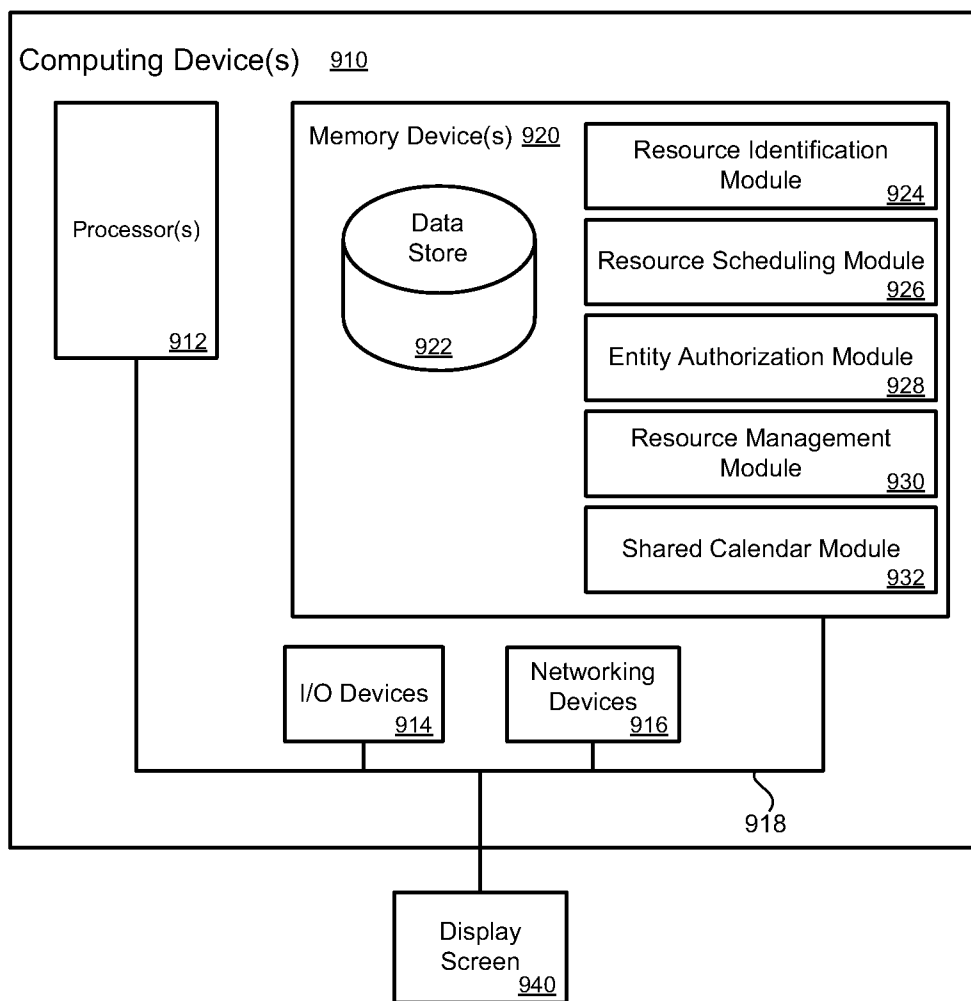 Computing Device(s) 910
Processor(s)
912
Memory Device(s) 920
Data
Store
922
Resource Identification
Module
924
Resource Scheduling Module
926
Entity Authorization Module
928
Resource Management
Module
930
Shared Calendar Module
932
I/O Devices
914
Networking
Devices
916
918
Display
Screen
940